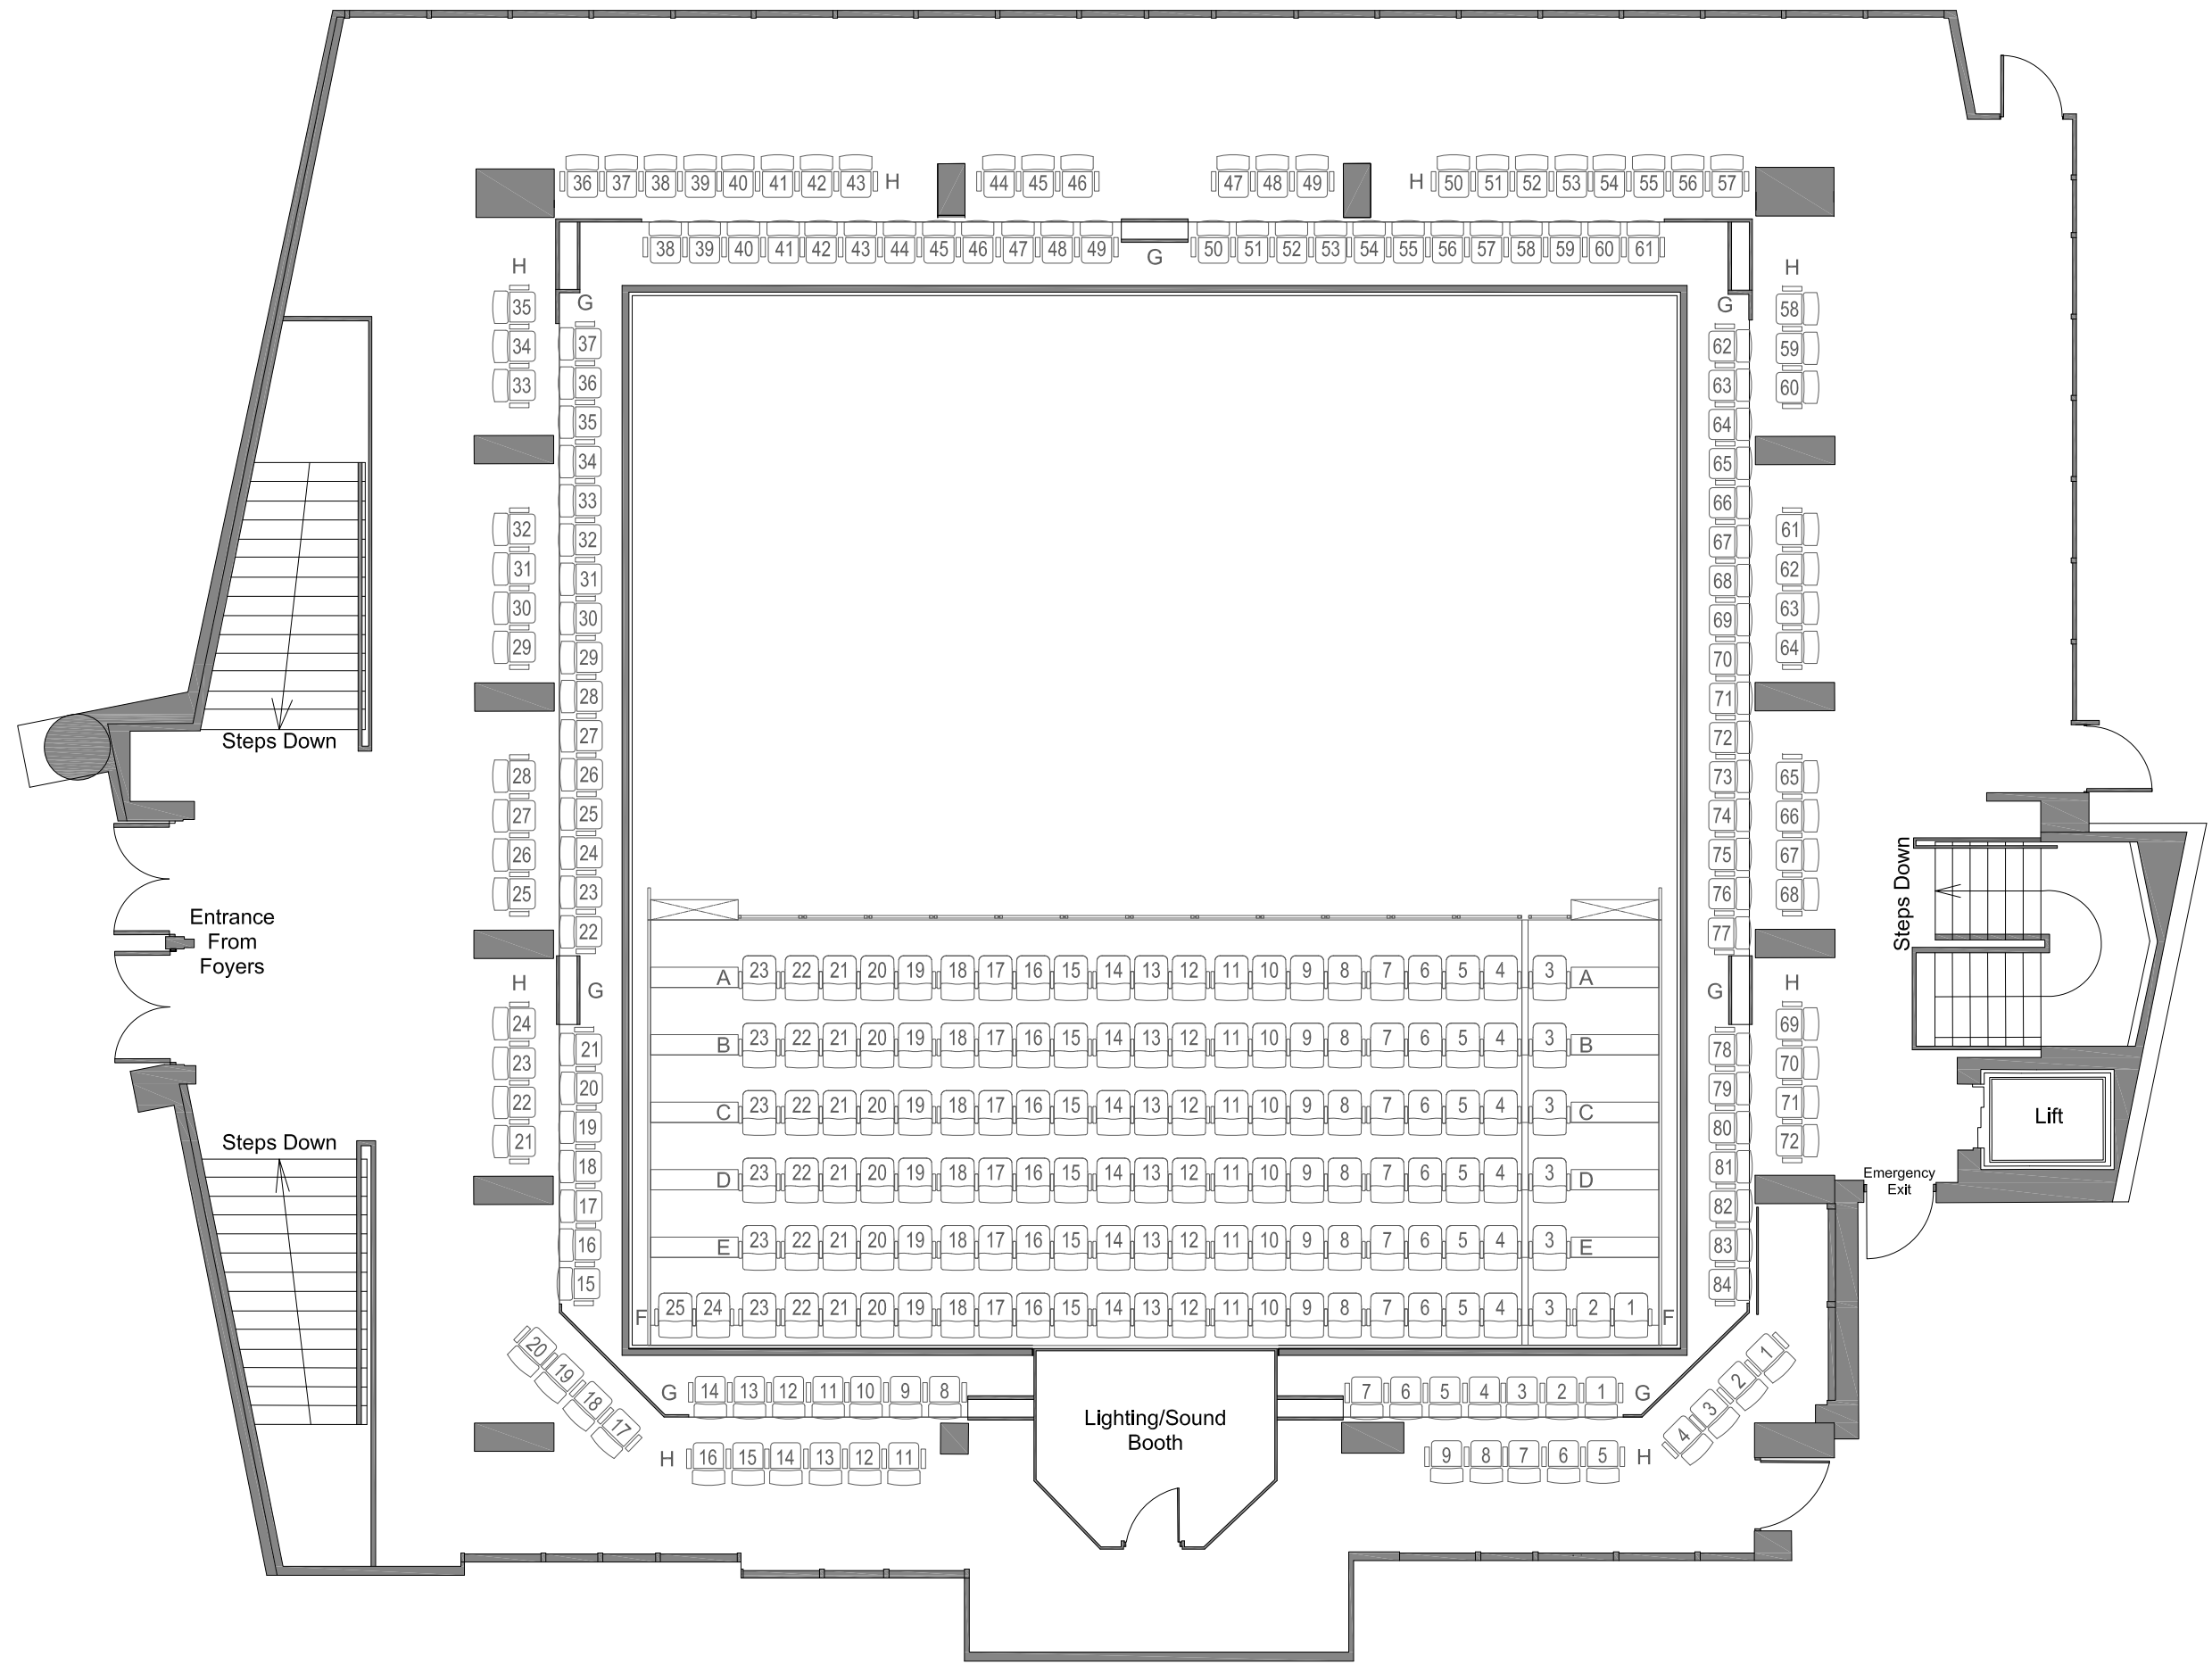 36 37 38 39 40 41 42 43 H 44 45 46 47 48 49 H 50 51 52 53 54 55 56 57
38 39 40 41 42 43 44 45 46 47 48 49 G 50 51 52 53 54 55 56 57 58 59 60 61
H
35
34
33
32
31
30
29
28
27
26
25
H
24
23
22
21
G
37
36
35
34
33
32
31
30
29
28
27
26
25
24
23
22
G
21
20
19
18
17
16
15
G
62
63
64
65
66
67
68
69
70
71
72
73
74
75
76
77
G
78
79
80
81
82
83
84
H
58
59
60
61
62
63
64
65
66
67
68
H
69
70
71
72
Steps Down
Entrance
From
Foyers
Steps Down
Steps Down
Lift
Emergency
Exit
A 23 22 21 20 19 18 17 16 15 14 13 12 11 10 9 8 7 6 5 4 3 A
B 23 22 21 20 19 18 17 16 15 14 13 12 11 10 9 8 7 6 5 4 3 B
C 23 22 21 20 19 18 17 16 15 14 13 12 11 10 9 8 7 6 5 4 3 C
D 23 22 21 20 19 18 17 16 15 14 13 12 11 10 9 8 7 6 5 4 3 D
E 23 22 21 20 19 18 17 16 15 14 13 12 11 10 9 8 7 6 5 4 3 E
F 25 24 23 22 21 20 19 18 17 16 15 14 13 12 11 10 9 8 7 6 5 4 3 2 1 F
20 19 18 17
G 14 13 12 11 10 9 8
7 6 5 4 3 2 1 G
4 3 2 1
Lighting/Sound
Booth
H 16 15 14 13 12 11
9 8 7 6 5 H